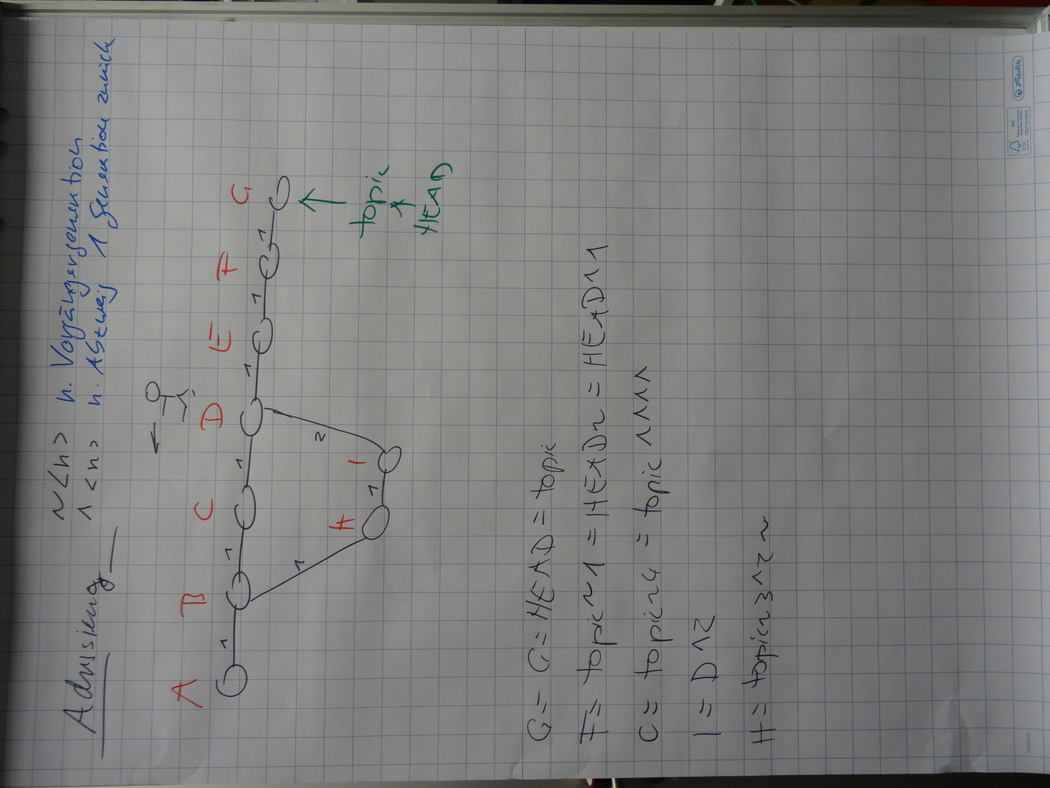 ~<n> n. Vorgängergeneration
Adressierung ^<n> n. Abzweig 1 Generation zurück
A B C D E F G
1 1 1 1 1 1
1 2
H I
1
topic
HEAD
G = G = HEAD = topic
F = topic~1 = HEAD~ = HEAD^1
C = topic~4 = topic^^^^
I = D^2
H = topic~3^2~